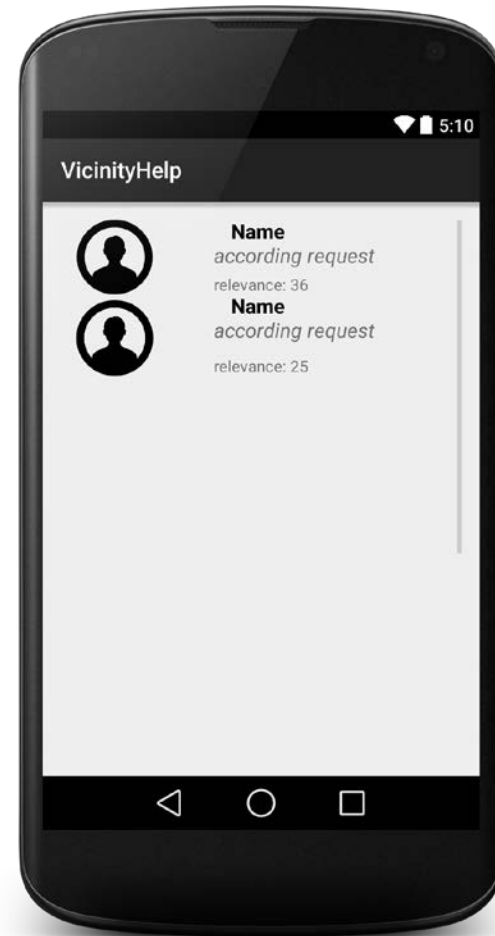 5:10
VicinityHelp
Name
according request
relevance: 36
Name
according request
relevance: 25